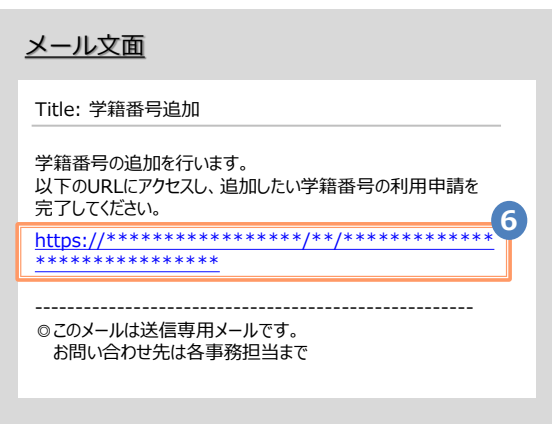 メール文面
Title: 学籍番号追加
学籍番号の追加を行います。
以下のURLにアクセスし、追加したい学籍番号の利用申請を
完了してください。
6
https://*****************/**/*************
****************
------------------------------------------------------
◎このメールは送信専用メールです。
お問い合わせ先は各事務担当まで